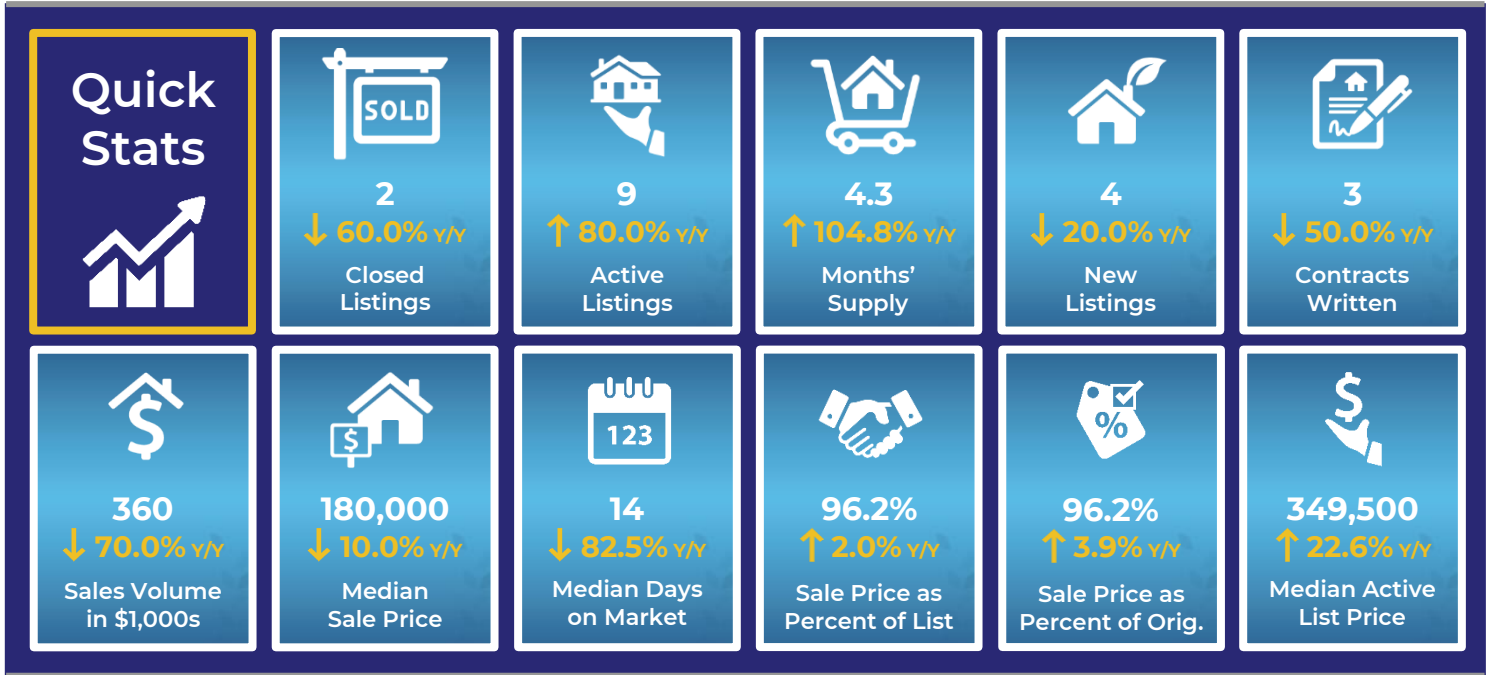 Quick
Stats
SOLD
2
↓ 60.0% Y/Y
Closed
Listings
9
↑ 80.0% Y/Y
Active
Listings
4.3
↑ 104.8% Y/Y
Months’
Supply
4
↓ 20.0% Y/Y
New
Listings
3
↓ 50.0% Y/Y
Contracts
Written
$
360
↓ 70.0% Y/Y
Sales Volume
in $1,000s
$
180,000
↓ 10.0% Y/Y
Median
Sale Price
123
14
↓ 82.5% Y/Y
Median Days
on Market
96.2%
↑ 2.0% Y/Y
Sale Price as
Percent of List
%
96.2%
↑ 3.9% Y/Y
Sale Price as
Percent of Orig.
$
349,500
↑ 22.6% Y/Y
Median Active
List Price